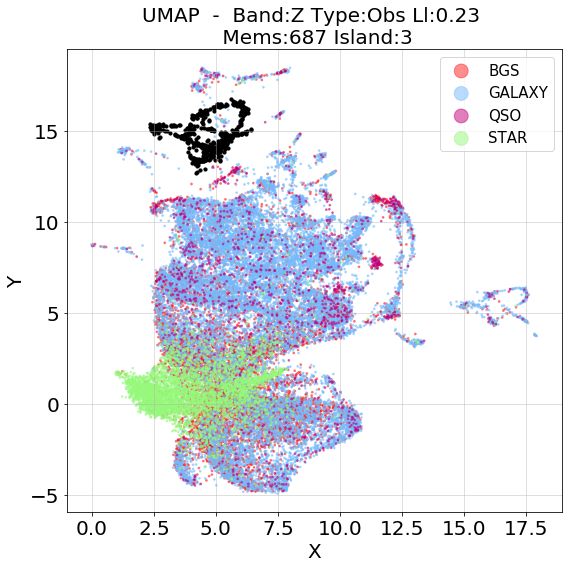 UMAP  -  Band:Z Type:Obs Ll:0.23
Mems:687 Island:3
BGS
GALAXY
QSO
STAR
Y
15
10
5
0
−5
0.0 2.5 5.0 7.5 10.0 12.5 15.0 17.5
X